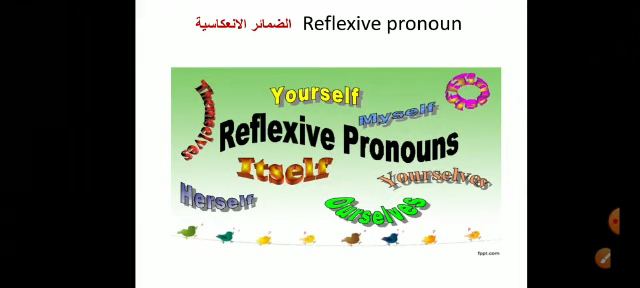 الضمائر الانعكاسية Reflexive pronoun
Yourself
Themselves
Myself
Reflexive Pronouns
Itself
Yourselves
Herself
Ourselves
fppt.com